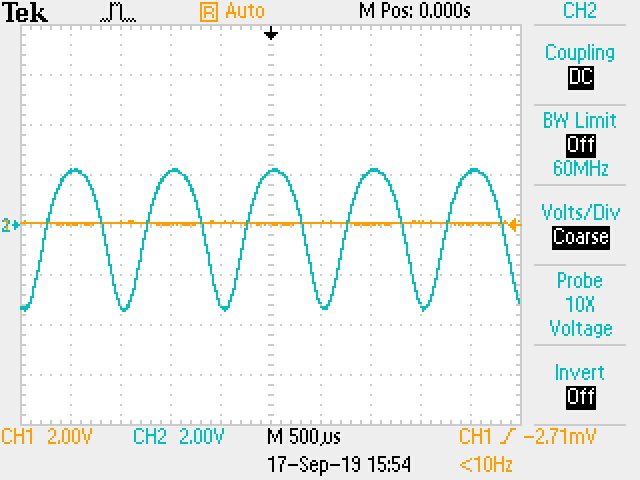 Tek
R Auto
M Pos: 0.000s
CH2
Coupling
DC
BW Limit
Off
60MHz
Volts/Div
Coarse
Probe
10X
Voltage
Invert
Off
2
CH1 2.00V
CH2 2.00V
M 500µs
CH1 -2.71mV
17-Sep-19 15:54
<10Hz